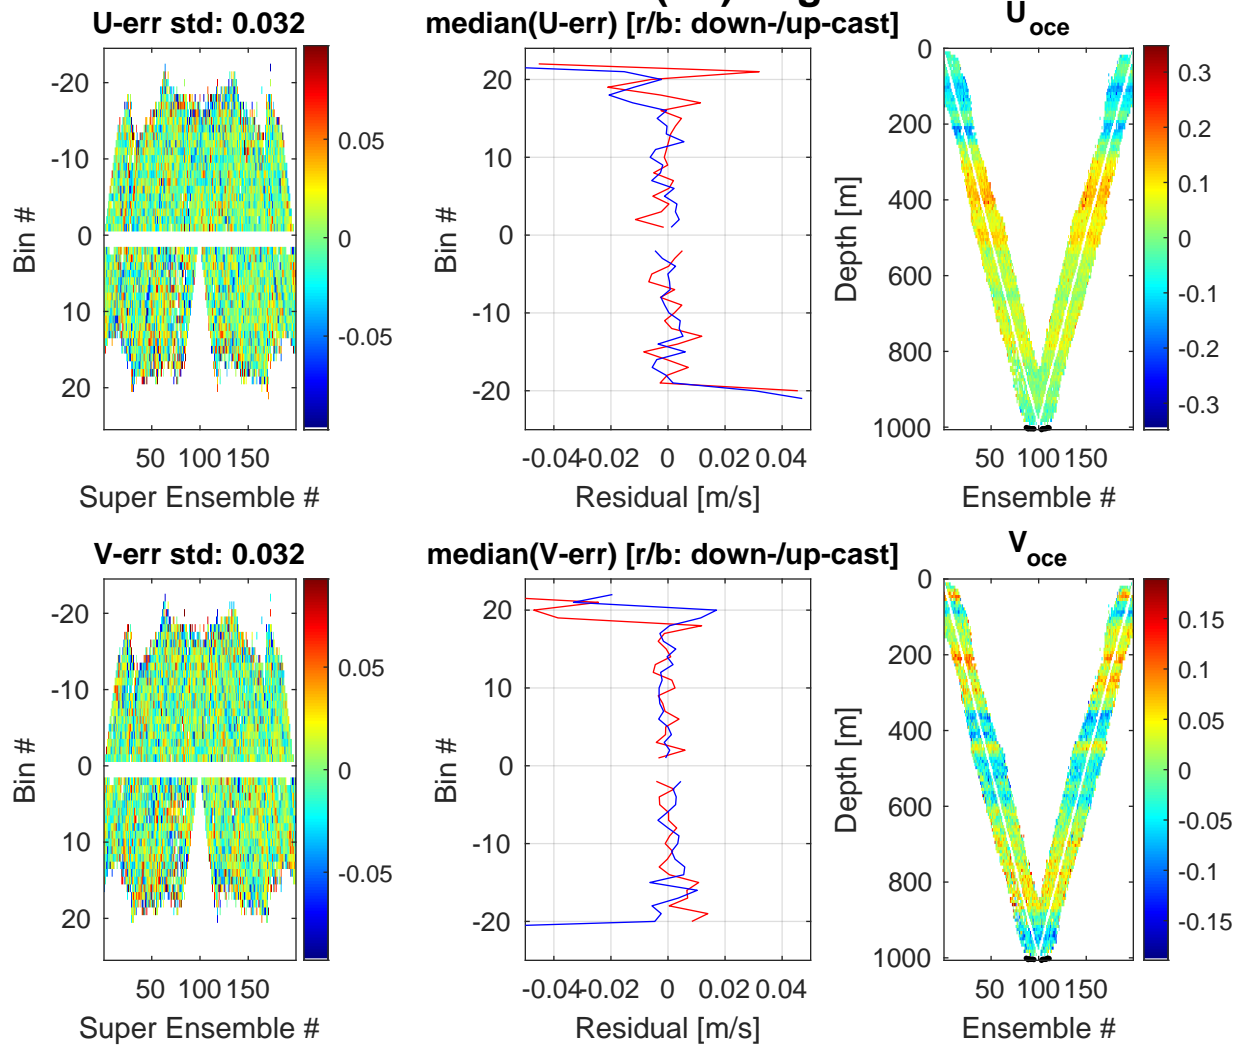 U-err std: 0.032
median(U-err) [r/b: down-/up-cast]
U_oce
-20
-10
0
10
20
Bin #
50 100 150
Super Ensemble #
0.05
0
-0.05
20
10
0
-10
-20
Bin #
-0.04 -0.02 0 0.02 0.04
Residual [m/s]
0
200
400
600
800
1000
Depth [m]
50 100 150
Ensemble #
0.3
0.2
0.1
0
-0.1
-0.2
-0.3
V-err std: 0.032
median(V-err) [r/b: down-/up-cast]
V_oce
-20
-10
0
10
20
Bin #
50 100 150
Super Ensemble #
0.05
0
-0.05
20
10
0
-10
-20
Bin #
-0.04 -0.02 0 0.02 0.04
Residual [m/s]
0
200
400
600
800
1000
Depth [m]
50 100 150
Ensemble #
0.15
0.1
0.05
0
-0.05
-0.1
-0.15